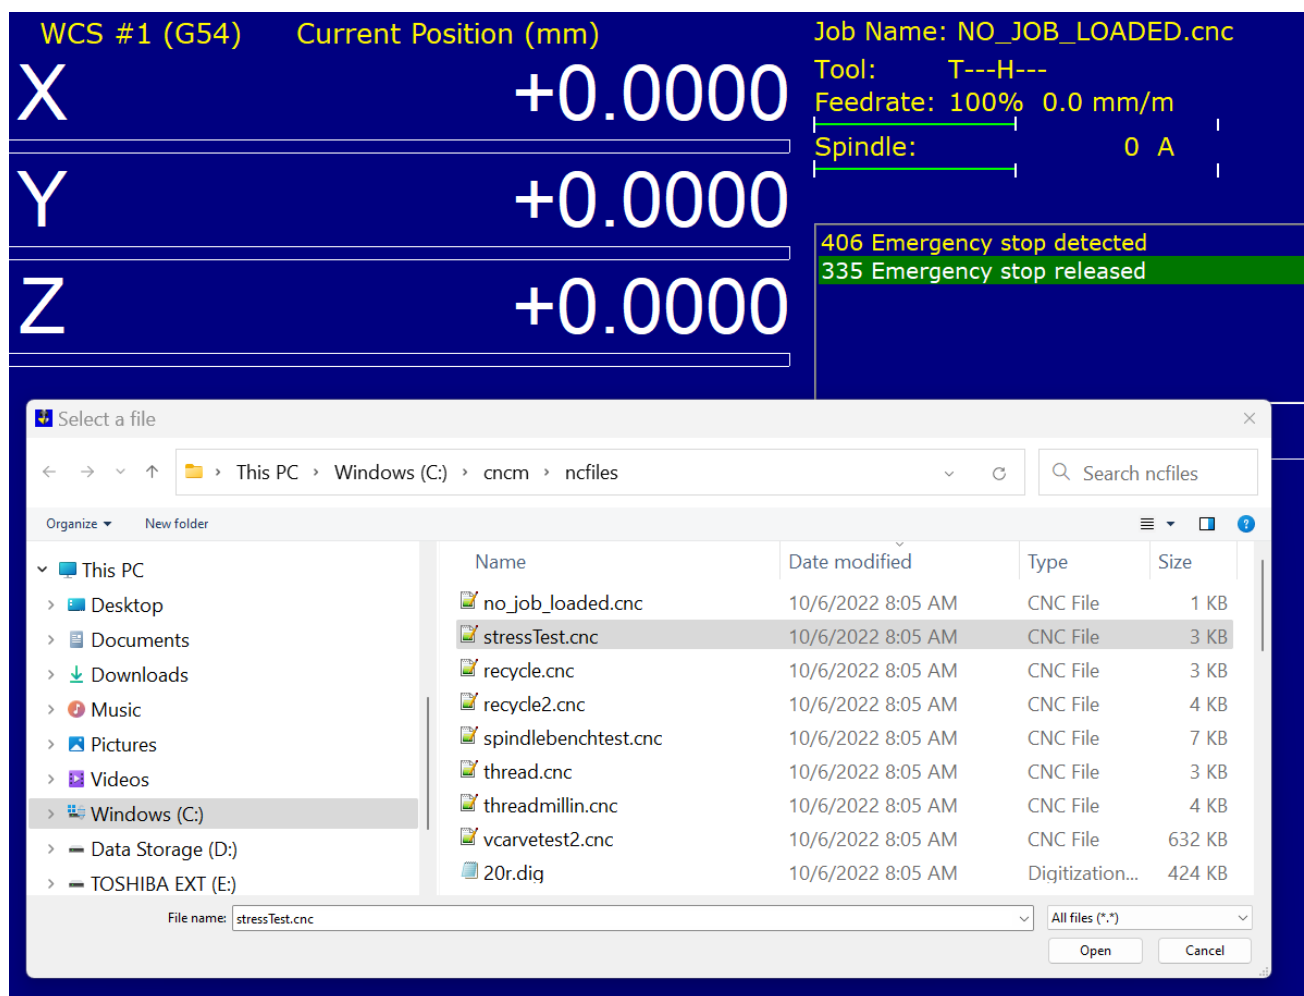 WCS #1 (G54) Current Position (mm)
X +0.0000
Y +0.0000
Z +0.0000
Job Name: NO_JOB_LOADED.cnc
Tool: T---H---
Feedrate: 100% 0.0 mm/m
Spindle: 0 A
406 Emergency stop detected
335 Emergency stop released
Select a file
This PC › Windows (C:) › cncm › ncfiles
Search ncfiles
Organize New folder
This PC
Desktop
Documents
Downloads
Music
Pictures
Videos
Windows (C:)
Data Storage (D:)
TOSHIBA EXT (E:)
Name Date modified Type Size
no_job_loaded.cnc 10/6/2022 8:05 AM CNC File 1 KB
stressTest.cnc 10/6/2022 8:05 AM CNC File 3 KB
recycle.cnc 10/6/2022 8:05 AM CNC File 3 KB
recycle2.cnc 10/6/2022 8:05 AM CNC File 4 KB
spindlebenchtest.cnc 10/6/2022 8:05 AM CNC File 7 KB
thread.cnc 10/6/2022 8:05 AM CNC File 3 KB
threadmillin.cnc 10/6/2022 8:05 AM CNC File 4 KB
vcarvetest2.cnc 10/6/2022 8:05 AM CNC File 632 KB
20r.dig 10/6/2022 8:05 AM Digitization... 424 KB
File name: stressTest.cnc All files (*.*)
Open Cancel